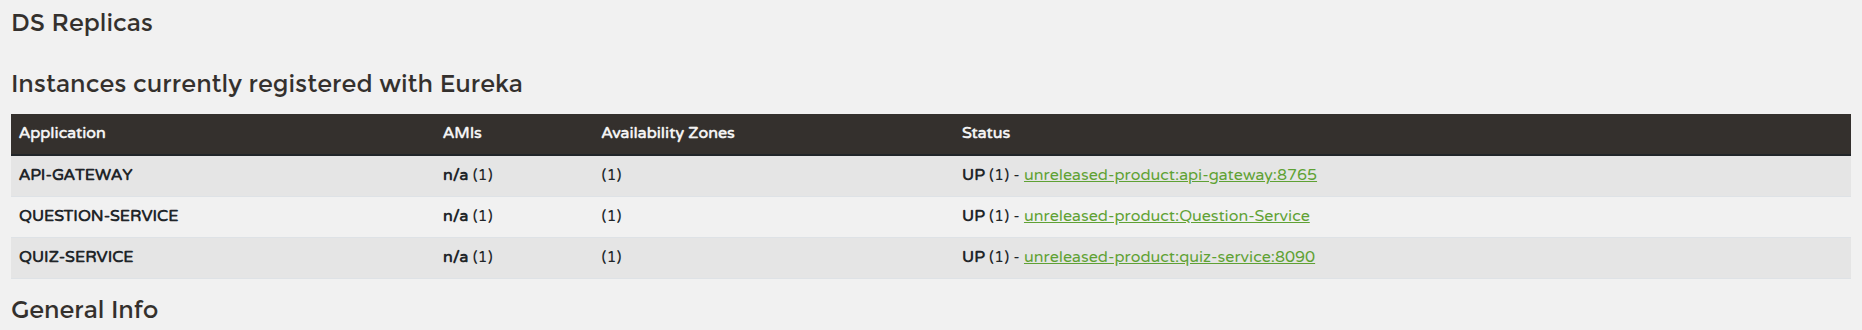 DS Replicas
Instances currently registered with Eureka
Application AMIs Availability Zones Status
API-GATEWAY n/a (1) (1) UP (1) - unreleased-product:api-gateway:8765
QUESTION-SERVICE n/a (1) (1) UP (1) - unreleased-product:Question-Service
QUIZ-SERVICE n/a (1) (1) UP (1) - unreleased-product:quiz-service:8090
General Info